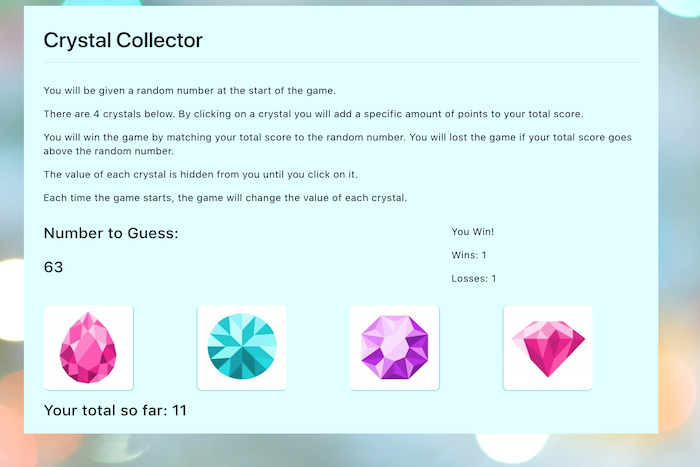 Crystal Collector
You will be given a random number at the start of the game.
There are 4 crystals below. By clicking on a crystal you will add a specific amount of points to your total score.
You will win the game by matching your total score to the random number. You will lost the game if your total score goes
above the random number.
The value of each crystal is hidden from you until you click on it.
Each time the game starts, the game will change the value of each crystal.
Number to Guess:
63
You Win!
Wins: 1
Losses: 1
Your total so far: 11